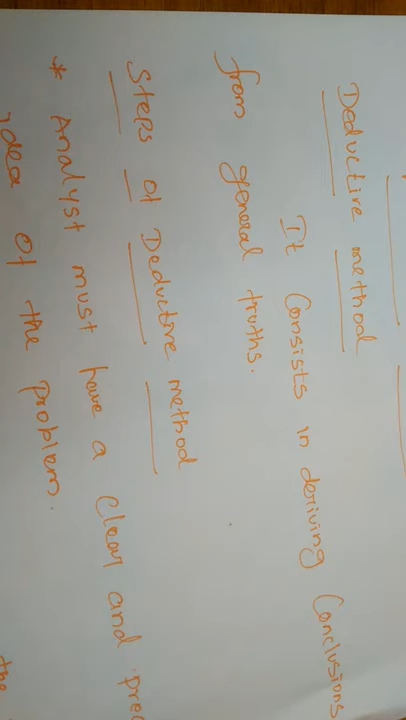 Deductive method
It Consists in deriving Conclusions
from general truths.
Steps of Deductive method
* Analyst must have a clear and
idea of the problem.
the